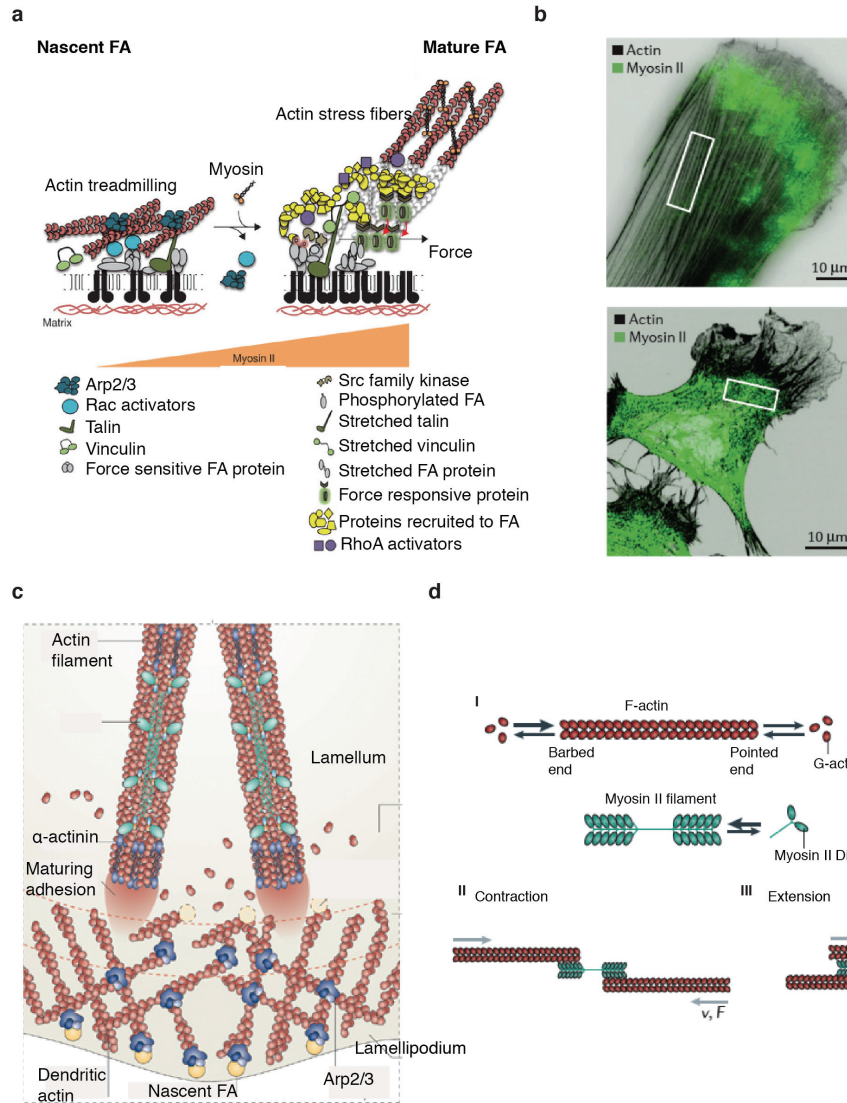 a
Nascent FA
Mature FA
Actin stress fibers
Myosin
Actin treadmilling
Force
Matrix
Myosin II
Arp2/3
Rac activators
Talin
Vinculin
Force sensitive FA protein
Src family kinase
Phosphorylated FA
Stretched talin
Stretched vinculin
Stretched FA protein
Force responsive protein
Proteins recruited to FA
RhoA activators
b
Actin
Myosin II
10 µm
Actin
Myosin II
10 µm
c
Actin
filament
Lamellum
α-actinin
Maturing
adhesion
Lamellipodium
Dendritic
actin
Nascent FA
Arp2/3
d
I
F-actin
Barbed
end
Pointed
end
G-act
Myosin II filament
Myosin II Di
II Contraction
III Extension
v, F